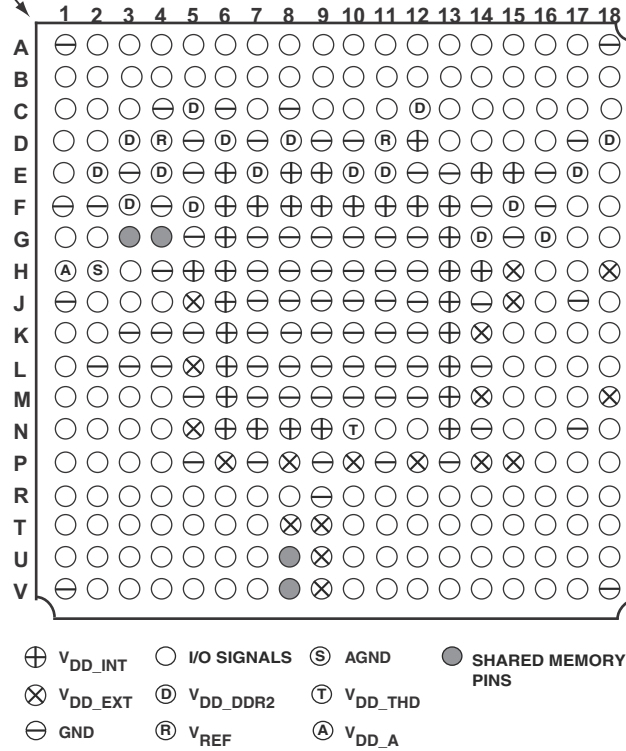 1 2 3 4 5 6 7 8 9 10 11 12 13 14 15 16 17 18
A
B
C D D
D D R D D R D
E D D D D D D
F D D D
G D D
H A S
J
K
L
M
N T
P
R
T
U
V
VDD_INT I/O SIGNALS S AGND SHARED MEMORY PINS
VDD_EXT D VDD_DDR2 T VDD_THD
GND R VREF A VDD_A